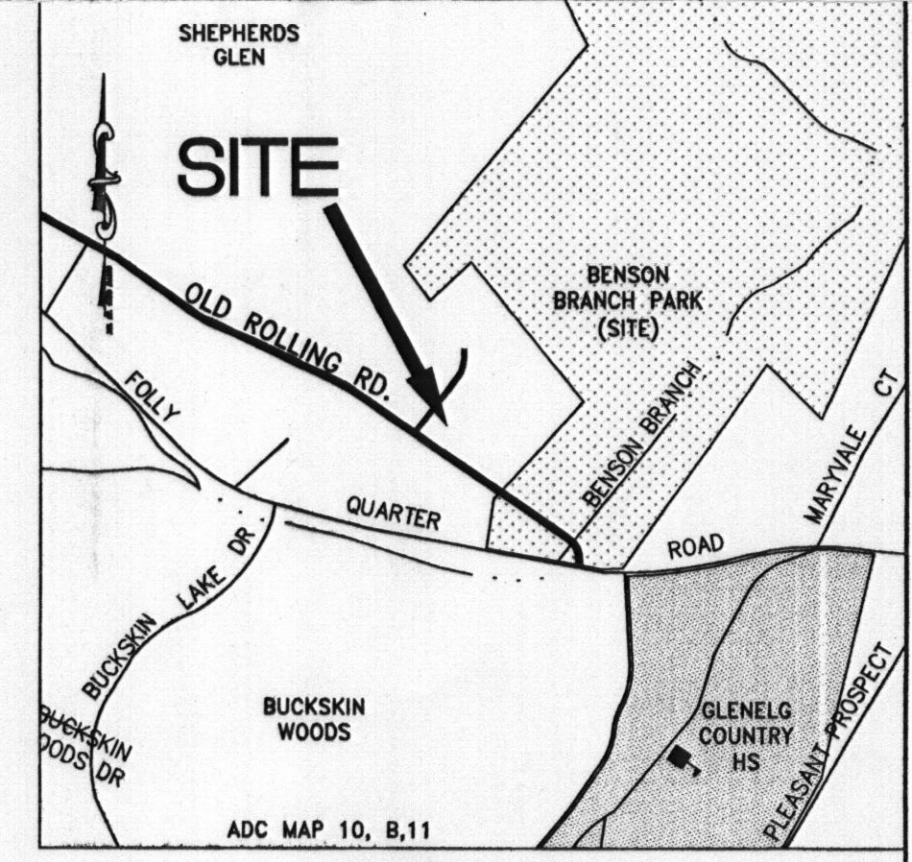 SHEPHERDS
GLEN
SITE
OLD ROLLING RD.
BENSON
BRANCH PARK
(SITE)
FOLLY
QUARTER
ROAD
BENSON BRANCH
MARYVALE CT
BUCKSKIN LAKE DR.
BUCKSKIN
WOODS
BUCKSKIN
OODS DR
GLENELG
COUNTRY
HS
PLEASANT PROSPECT
ADC MAP 10, B,11